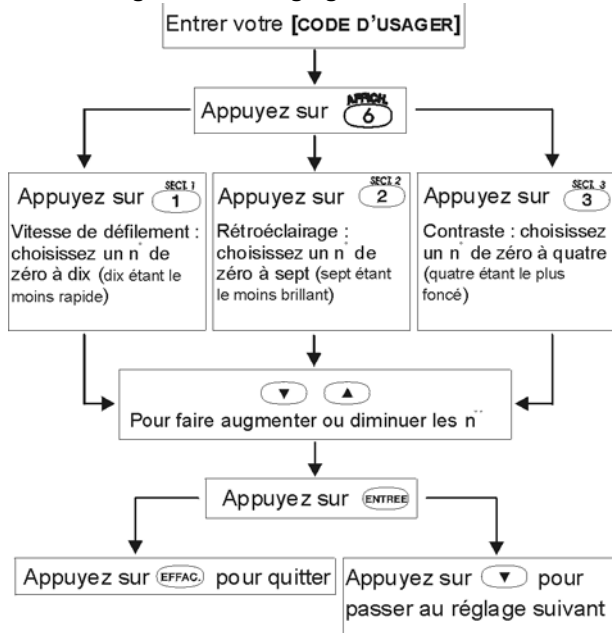 Entrer votre [CODE D'USAGER]
Appuyez sur AFFICH. 6
Appuyez sur SECT. 1 1
Vitesse de défilement :
choisissez un n° de
zéro à dix (dix étant le
moins rapide)
Appuyez sur SECT. 2 2
Rétroéclairage :
choisissez un n° de
zéro à sept (sept étant
le moins brillant)
Appuyez sur SECT. 3 3
Contraste : choisissez
un n° de zéro à quatre
(quatre étant le plus
foncé)
▼ ▲
Pour faire augmenter ou diminuer les n°°
Appuyez sur ENTREE
Appuyez sur EFFAC. pour quitter
Appuyez sur ▼ pour
passer au réglage suivant